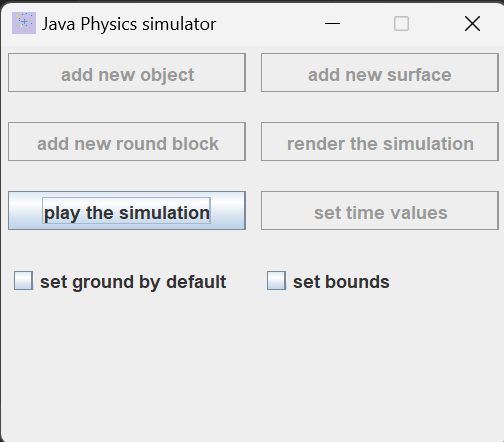 Java Physics simulator
add new object
add new surface
add new round block
render the simulation
play the simulation
set time values
set ground by default
set bounds